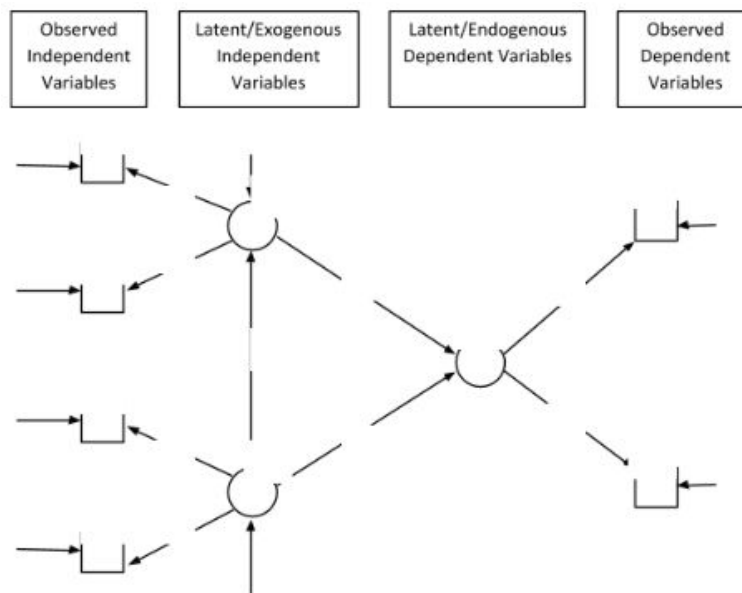 Observed
Independent
Variables
Latent/Exogenous
Independent
Variables
Latent/Endogenous
Dependent Variables
Observed
Dependent
Variables